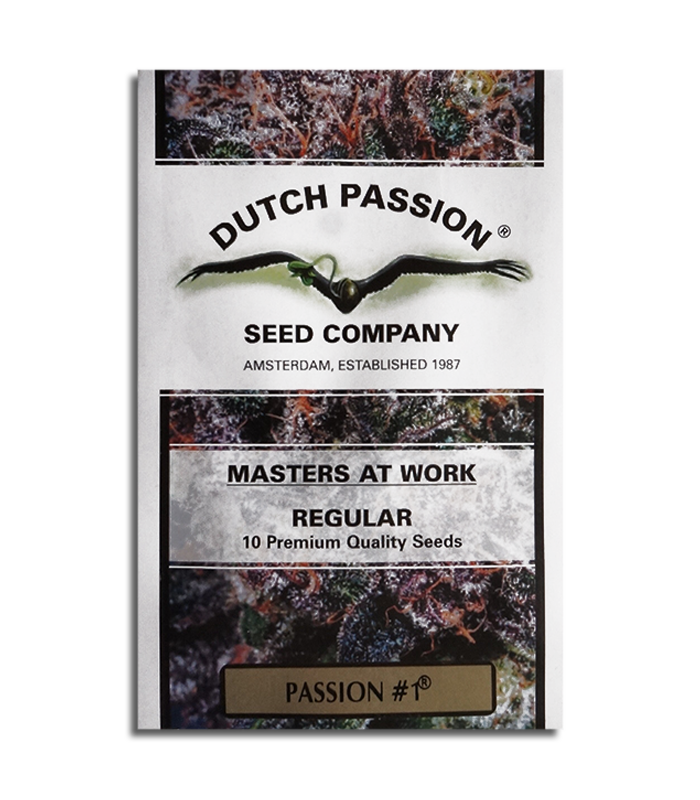 DUTCH PASSION®
SEED COMPANY
AMSTERDAM, ESTABLISHED 1987
MASTERS AT WORK
REGULAR
10 Premium Quality Seeds
PASSION #1®